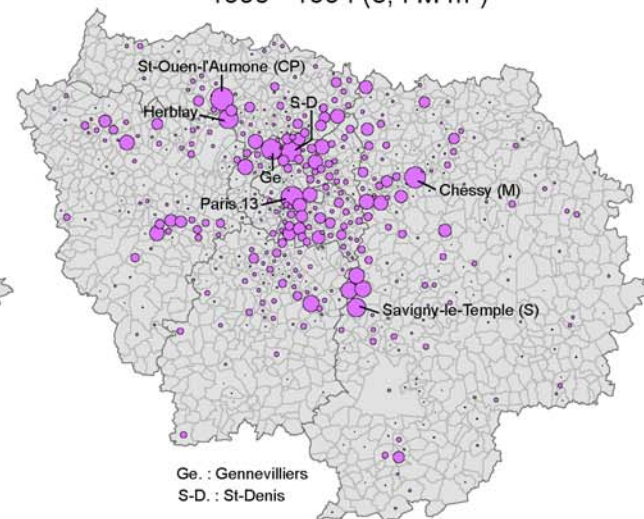 St-Ouen-l'Aumone (CP)
S-D
Herblay
Ge.
Chessy (M)
Paris 13
Savigny-le-Temple (S)
Ge. : Gennevilliers
S-D. : St-Denis